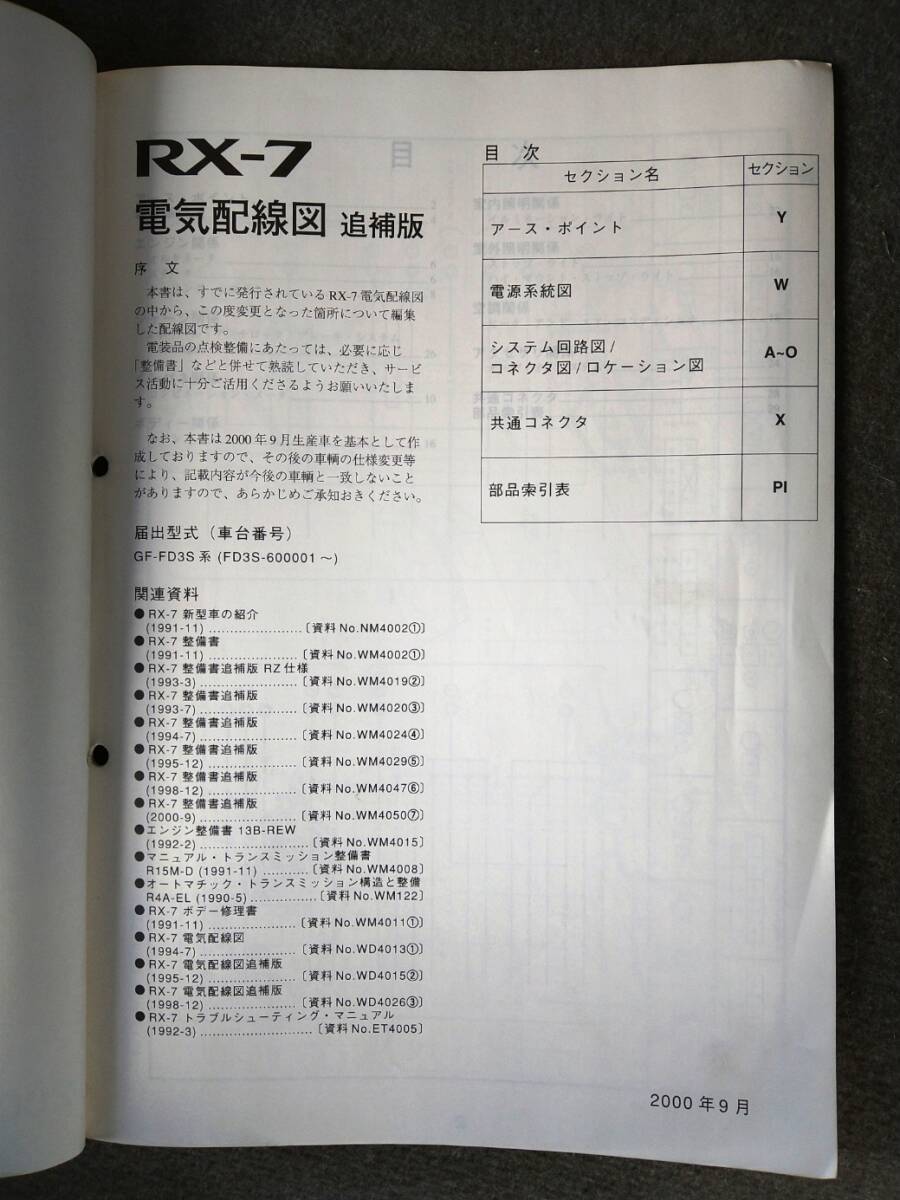 RX-7
電気配線図 追補版
序 文
本書は、すでに発行されているRX-7電気配線図
の中から、この度変更となった箇所について編集
した配線図です。
電装品の点検整備にあたっては、必要に応じ
「整備書」などと併せて熟読していただき、サービ
ス活動に十分ご活用くださるようお願いいたしま
す。
なお、本書は2000年9月生産車を基本として作
成しておりますので、その後の車輌の仕様変更等
により、記載内容が今後の車輌と一致しないこと
がありますので、あらかじめご承知おきください。
届出型式（車台番号）
GF-FD3S系 (FD3S-600001～)
関連資料
●RX-7 新型車の紹介
(1991-11) ......................〔資料No.NM4002①〕
●RX-7 整備書
(1991-11) ......................〔資料No.WM4002①〕
●RX-7 整備書追補版 RZ仕様
(1993-3) ........................〔資料No.WM4019②〕
●RX-7 整備書追補版
(1993-7) ........................〔資料No.WM4020③〕
●RX-7 整備書追補版
(1994-7) ........................〔資料No.WM4024④〕
●RX-7 整備書追補版
(1995-12) ......................〔資料No.WM4029⑤〕
●RX-7 整備書追補版
(1998-12) ......................〔資料No.WM4047⑥〕
●RX-7 整備書追補版
(2000-9) ........................〔資料No.WM4050⑦〕
●エンジン整備書 13B-REW
(1992-2) ..........................〔資料No.WM4015〕
●マニュアル・トランスミッション整備書
R15M-D (1991-11) ...........〔資料No.WM4008〕
●オートマチック・トランスミッション構造と整備
R4A-EL (1990-5) ................〔資料No.WM122〕
●RX-7 ボデー修理書
(1991-11) ......................〔資料No.WM4011①〕
●RX-7 電気配線図
(1994-7) ........................〔資料No.WD4013①〕
●RX-7 電気配線図追補版
(1995-12) ......................〔資料No.WD4015②〕
●RX-7 電気配線図追補版
(1998-12) ......................〔資料No.WD4026③〕
●RX-7 トラブルシューティング・マニュアル
(1992-3) ............................〔資料No.ET4005〕
目 次
セクション名 セクション
アース・ポイント Y
電源系統図 W
システム回路図/
コネクタ図/ロケーション図 A~O
共通コネクタ X
部品索引表 PI
2000年9月